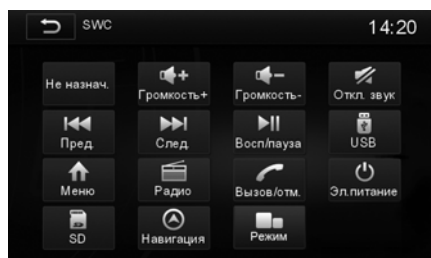 SWC 14:20
Не назнач. Громкость+ Громкость- Откл. звук
Пред. След. Восп/пауза USB
Меню Радио Вызов/отм. Эл.питание
SD Навигация Режим